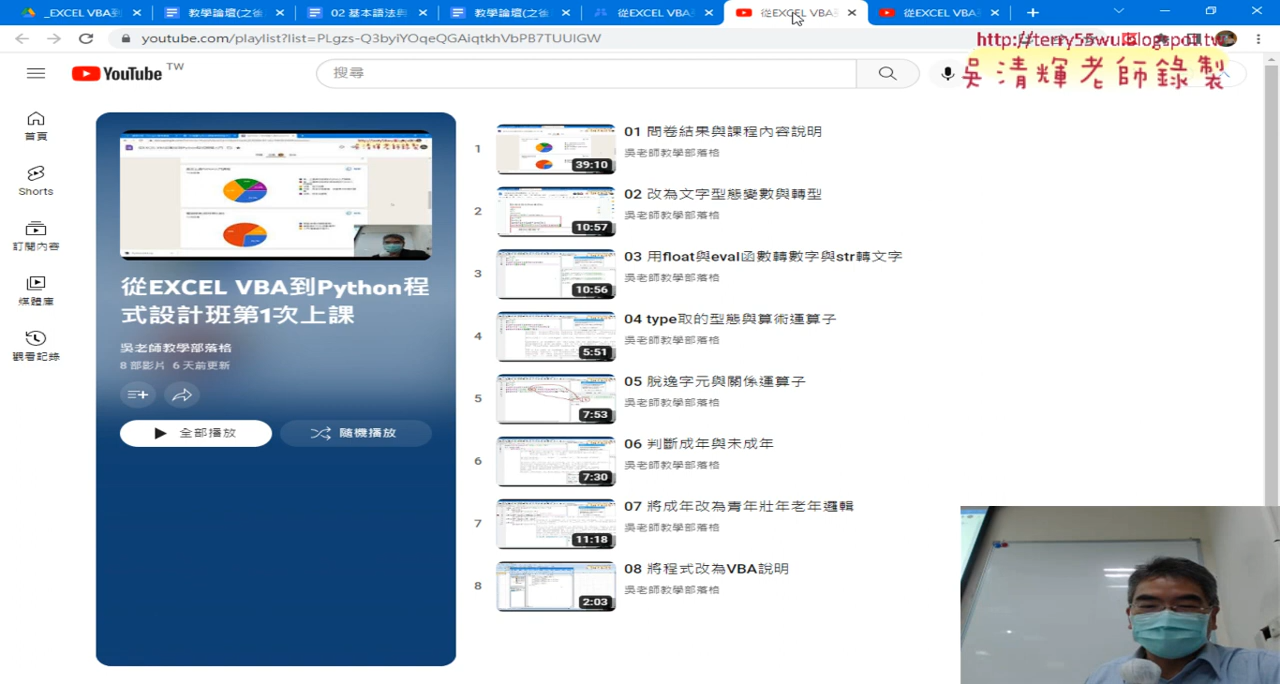 _EXCEL VBA到
教學論壇(之後
02 基本語法與
教學論壇(之後
從EXCEL VBA
從EXCEL VBA
從EXCEL VBA
youtube.com/playlist?list=PLgzs-Q3byiYOqeQGAiqtkhVbPB7TUUIGW
http://terry55wu.blogspot.tw
吳清輝老師錄製
YouTube TW
搜尋
首頁
Shorts
訂閱內容
媒體庫
觀看記錄
從EXCEL VBA到Python程
式設計班第1次上課
吳老師教學部落格
8 部影片 6 天前更新
全部播放
隨機播放
1
39:10
01 問卷結果與課程內容說明
吳老師教學部落格
2
10:57
02 改為文字型態變數與轉型
吳老師教學部落格
3
10:56
03 用float與eval函數轉數字與str轉文字
吳老師教學部落格
4
5:51
04 type取的型態與算術運算子
吳老師教學部落格
5
7:53
05 脫逸字元與關係運算子
吳老師教學部落格
6
7:30
06 判斷成年與未成年
吳老師教學部落格
7
11:18
07 將成年改為青年壯年老年邏輯
吳老師教學部落格
8
2:03
08 將程式改為VBA說明
吳老師教學部落格